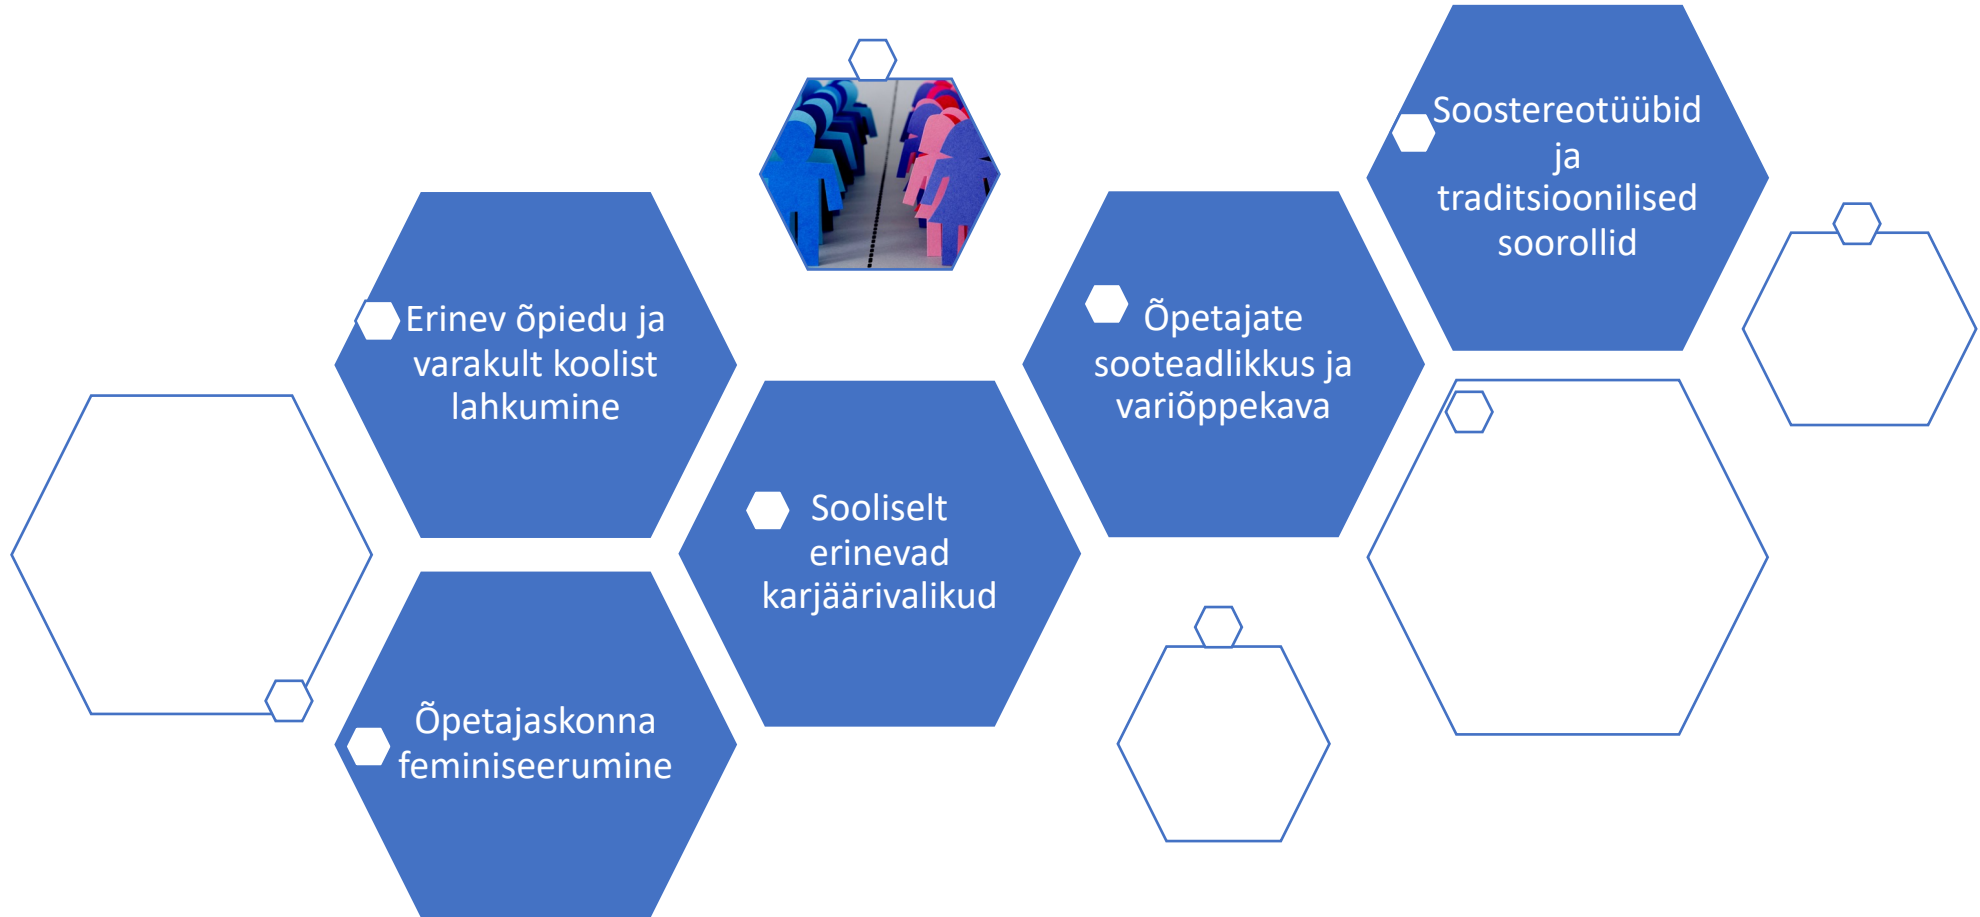 Erinev õpiedu ja
varakult koolist
lahkumine
Õpetajaskonna
feminiseerumine
Sooliselt
erinevad
karjäärivalikud
Õpetajate
sooteadlikkus ja
variõppekava
Soostereotüübid
ja
traditsioonilised
soorollid